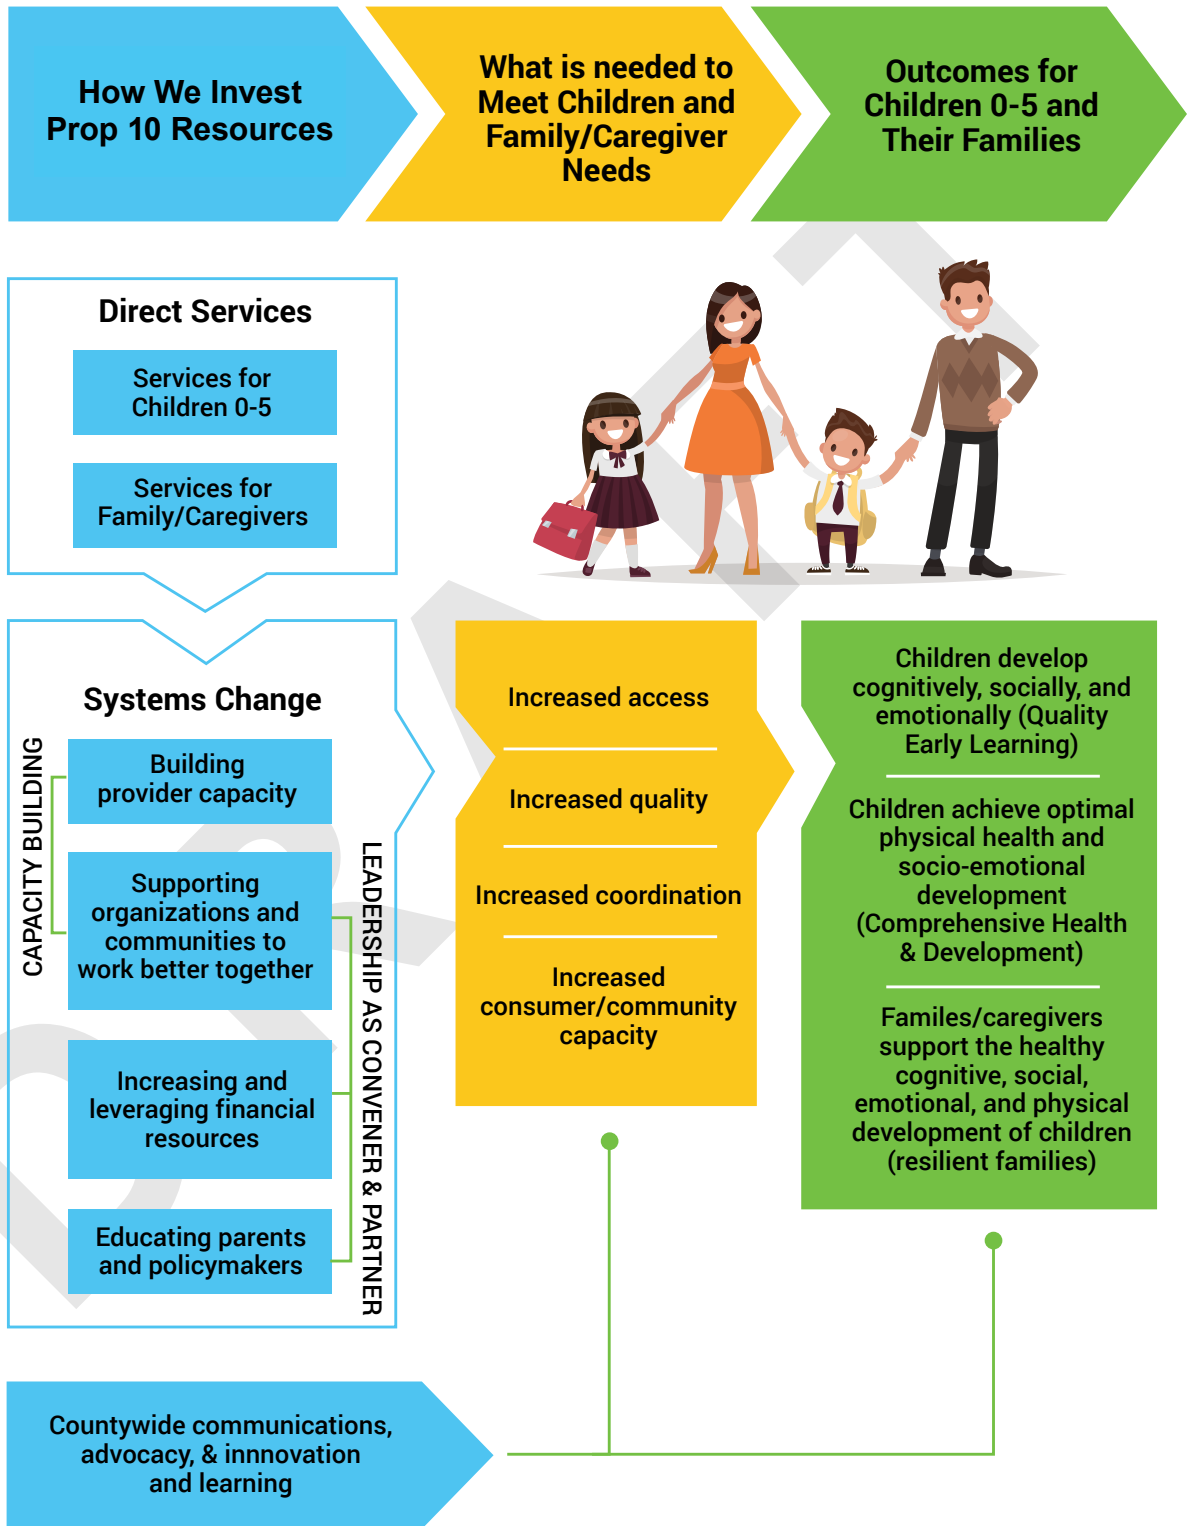 How We Invest
Prop 10 Resources
What is needed to
Meet Children and
Family/Caregiver
Needs
Outcomes for
Children 0-5 and
Their Families
Direct Services
Services for
Children 0-5
Services for
Family/Caregivers
Systems Change
CAPACITY BUILDING
Building
provider capacity
Supporting
organizations and
communities to
work better together
Increasing and
leveraging financial
resources
Educating parents
and policymakers
LEADERSHIP AS CONVENER & PARTNER
Increased access
Increased quality
Increased coordination
Increased
consumer/community
capacity
Children develop
cognitively, socially, and
emotionally (Quality
Early Learning)
Children achieve optimal
physical health and
socio-emotional
development
(Comprehensive Health
& Development)
Familes/caregivers
support the healthy
cognitive, social,
emotional, and physical
development of children
(resilient families)
Countywide communications,
advocacy, & innnovation
and learning
DRAFT